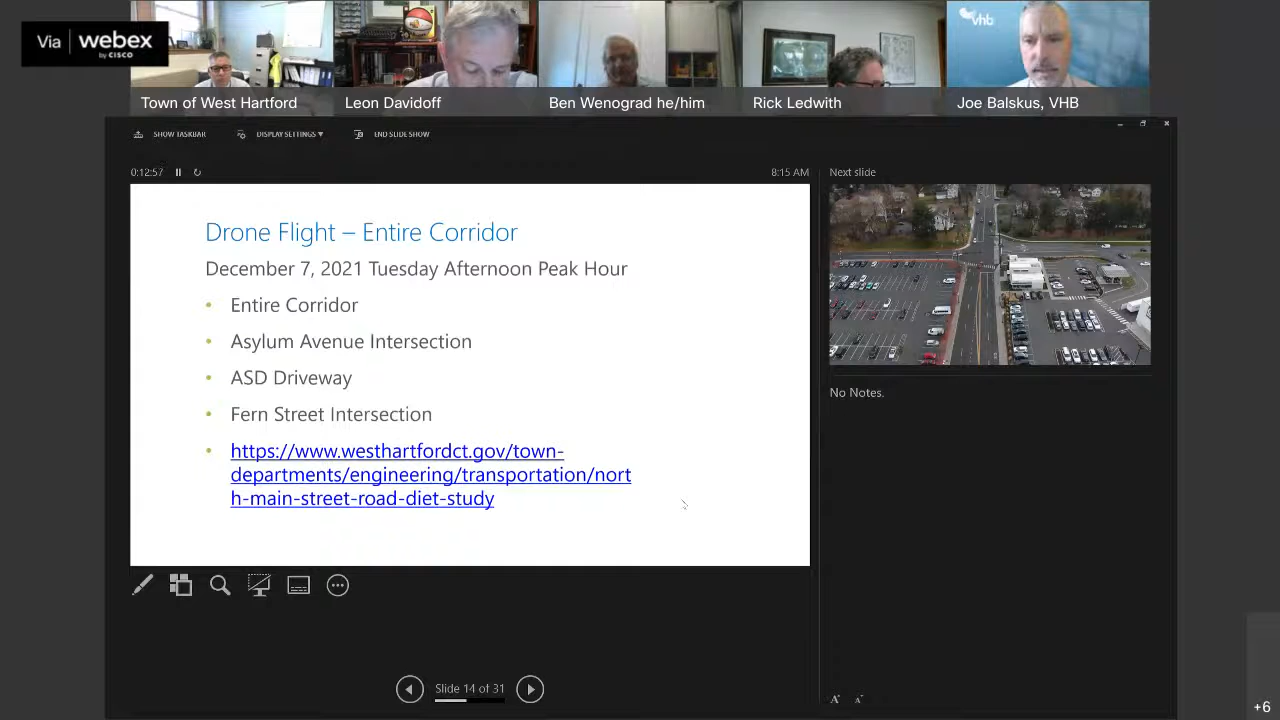 Via webex
by CISCO
vhb
Town of West Hartford
Leon Davidoff
Ben Wenograd he/him
Rick Ledwith
Joe Balskus, VHB
SHOW TASKBAR
DISPLAY SETTINGS ▾
END SLIDE SHOW
0:12:57
8:15 AM
Next slide
Drone Flight – Entire Corridor
December 7, 2021 Tuesday Afternoon Peak Hour
• Entire Corridor
• Asylum Avenue Intersection
• ASD Driveway
• Fern Street Intersection
• https://www.westhartfordct.gov/town-
departments/engineering/transportation/nort
h-main-street-road-diet-study
No Notes.
Slide 14 of 31
A A
+6